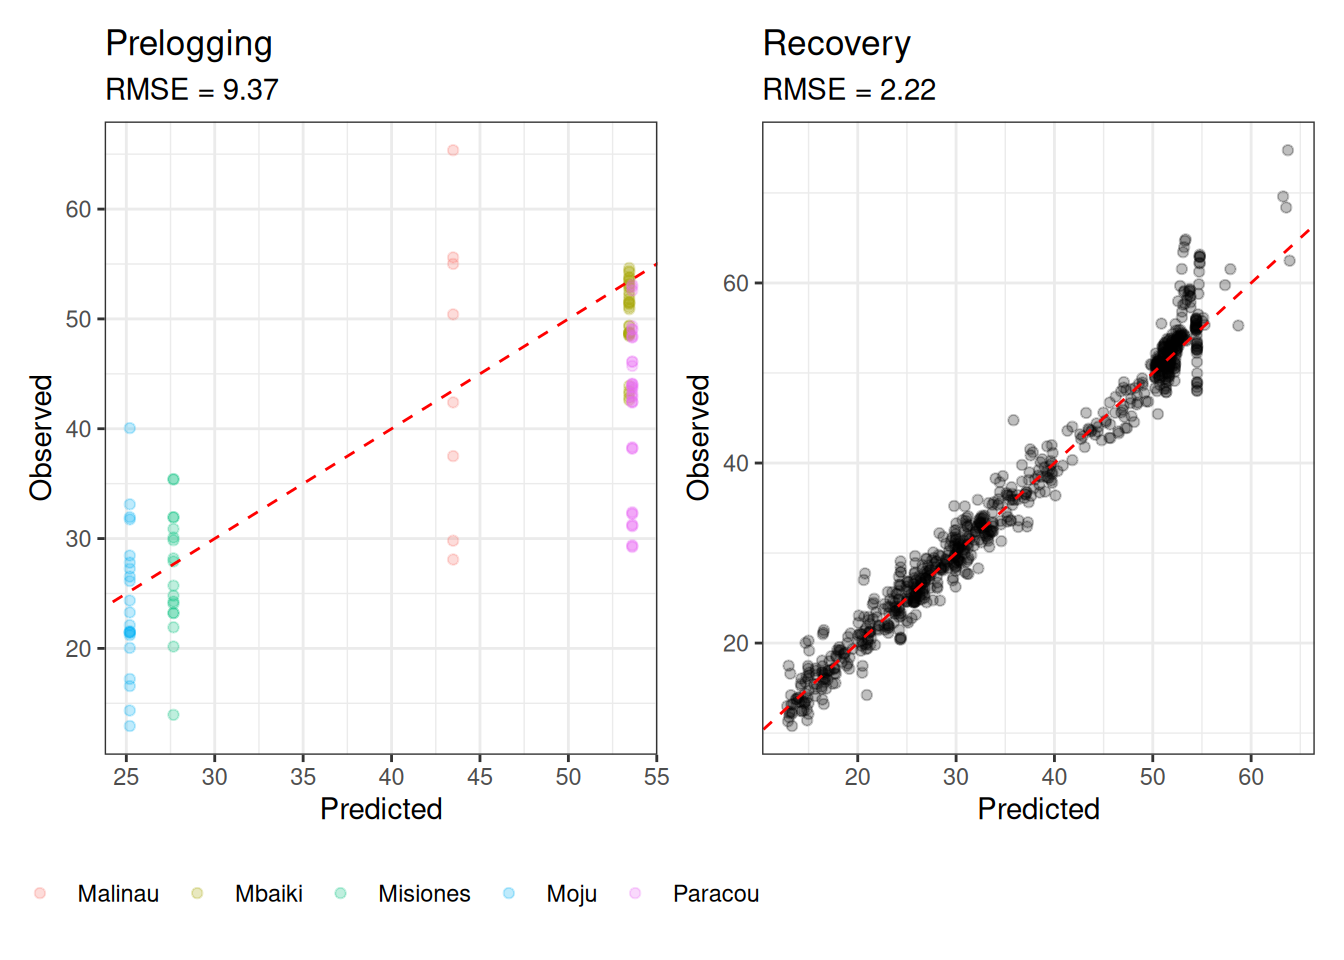 Prelogging
RMSE = 9.37
Observed
60
50
40
30
20
25 30 35 40 45 50 55
Predicted
Recovery
RMSE = 2.22
Observed
60
40
20
20 30 40 50 60
Predicted
Malinau Mbaiki Misiones Moju Paracou